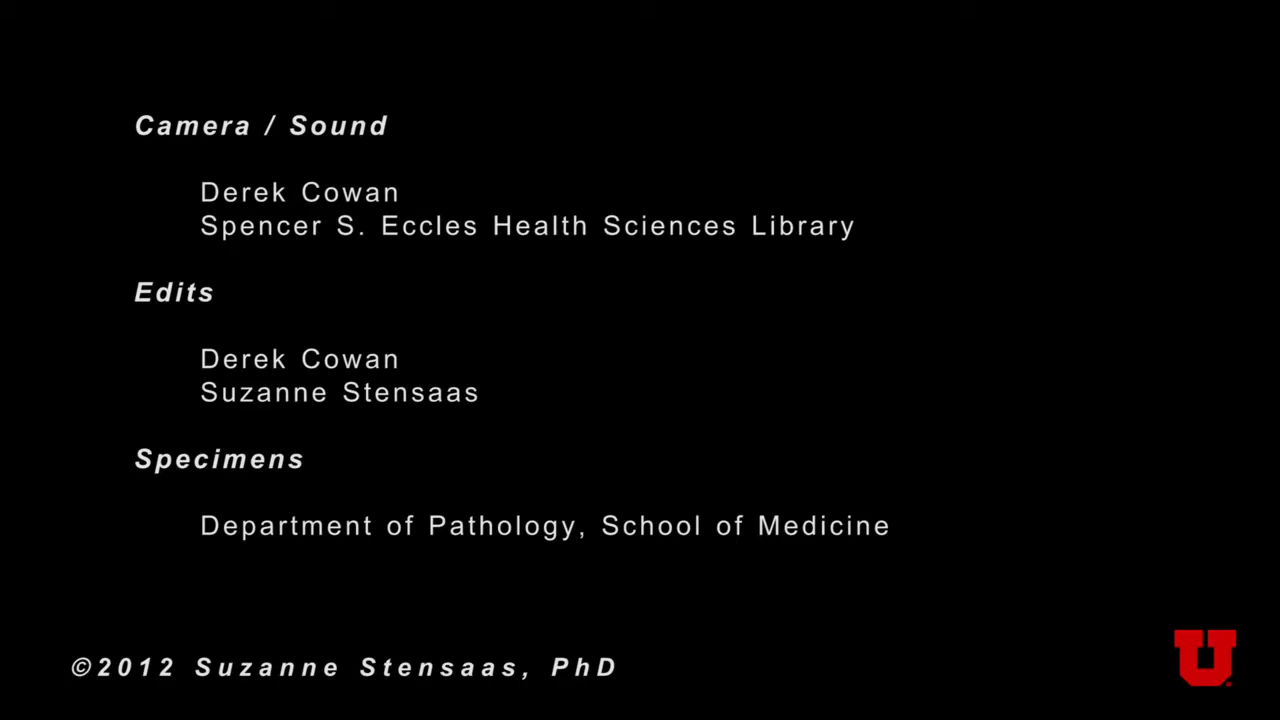 Camera / Sound
Derek Cowan
Spencer S. Eccles Health Sciences Library
Edits
Derek Cowan
Suzanne Stensaas
Specimens
Department of Pathology, School of Medicine
©2012 Suzanne Stensaas, PhD
U